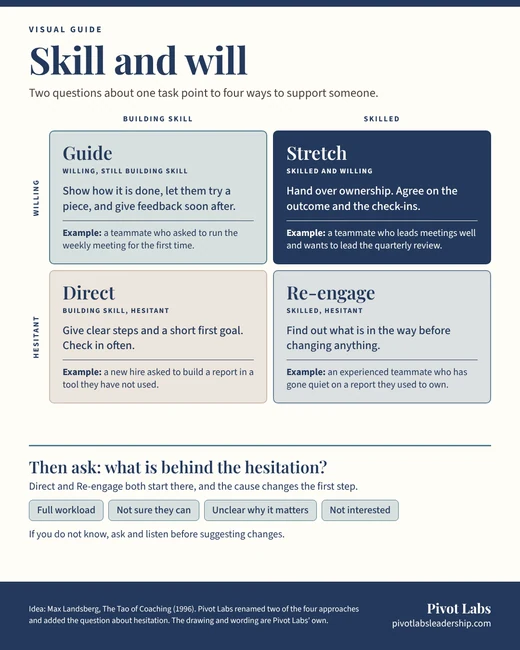 VISUAL GUIDE
Skill and will
Two questions about one task point to four ways to support someone.
BUILDING SKILL
SKILLED
WILLING
Guide
WILLING, STILL BUILDING SKILL
Show how it is done, let them try a
piece, and give feedback soon after.
Example: a teammate who asked to run the
weekly meeting for the first time.
Stretch
SKILLED AND WILLING
Hand over ownership. Agree on the
outcome and the check-ins.
Example: a teammate who leads meetings well
and wants to lead the quarterly review.
HESITANT
Direct
BUILDING SKILL, HESITANT
Give clear steps and a short first goal.
Check in often.
Example: a new hire asked to build a report in a
tool they have not used.
Re-engage
SKILLED, HESITANT
Find out what is in the way before
changing anything.
Example: an experienced teammate who has
gone quiet on a report they used to own.
Then ask: what is behind the hesitation?
Direct and Re-engage both start there, and the cause changes the first step.
Full workload
Not sure they can
Unclear why it matters
Not interested
If you do not know, ask and listen before suggesting changes.
Idea: Max Landsberg, The Tao of Coaching (1996). Pivot Labs renamed two of the four approaches
and added the question about hesitation. The drawing and wording are Pivot Labs' own.
Pivot Labs
pivotlabsleadership.com